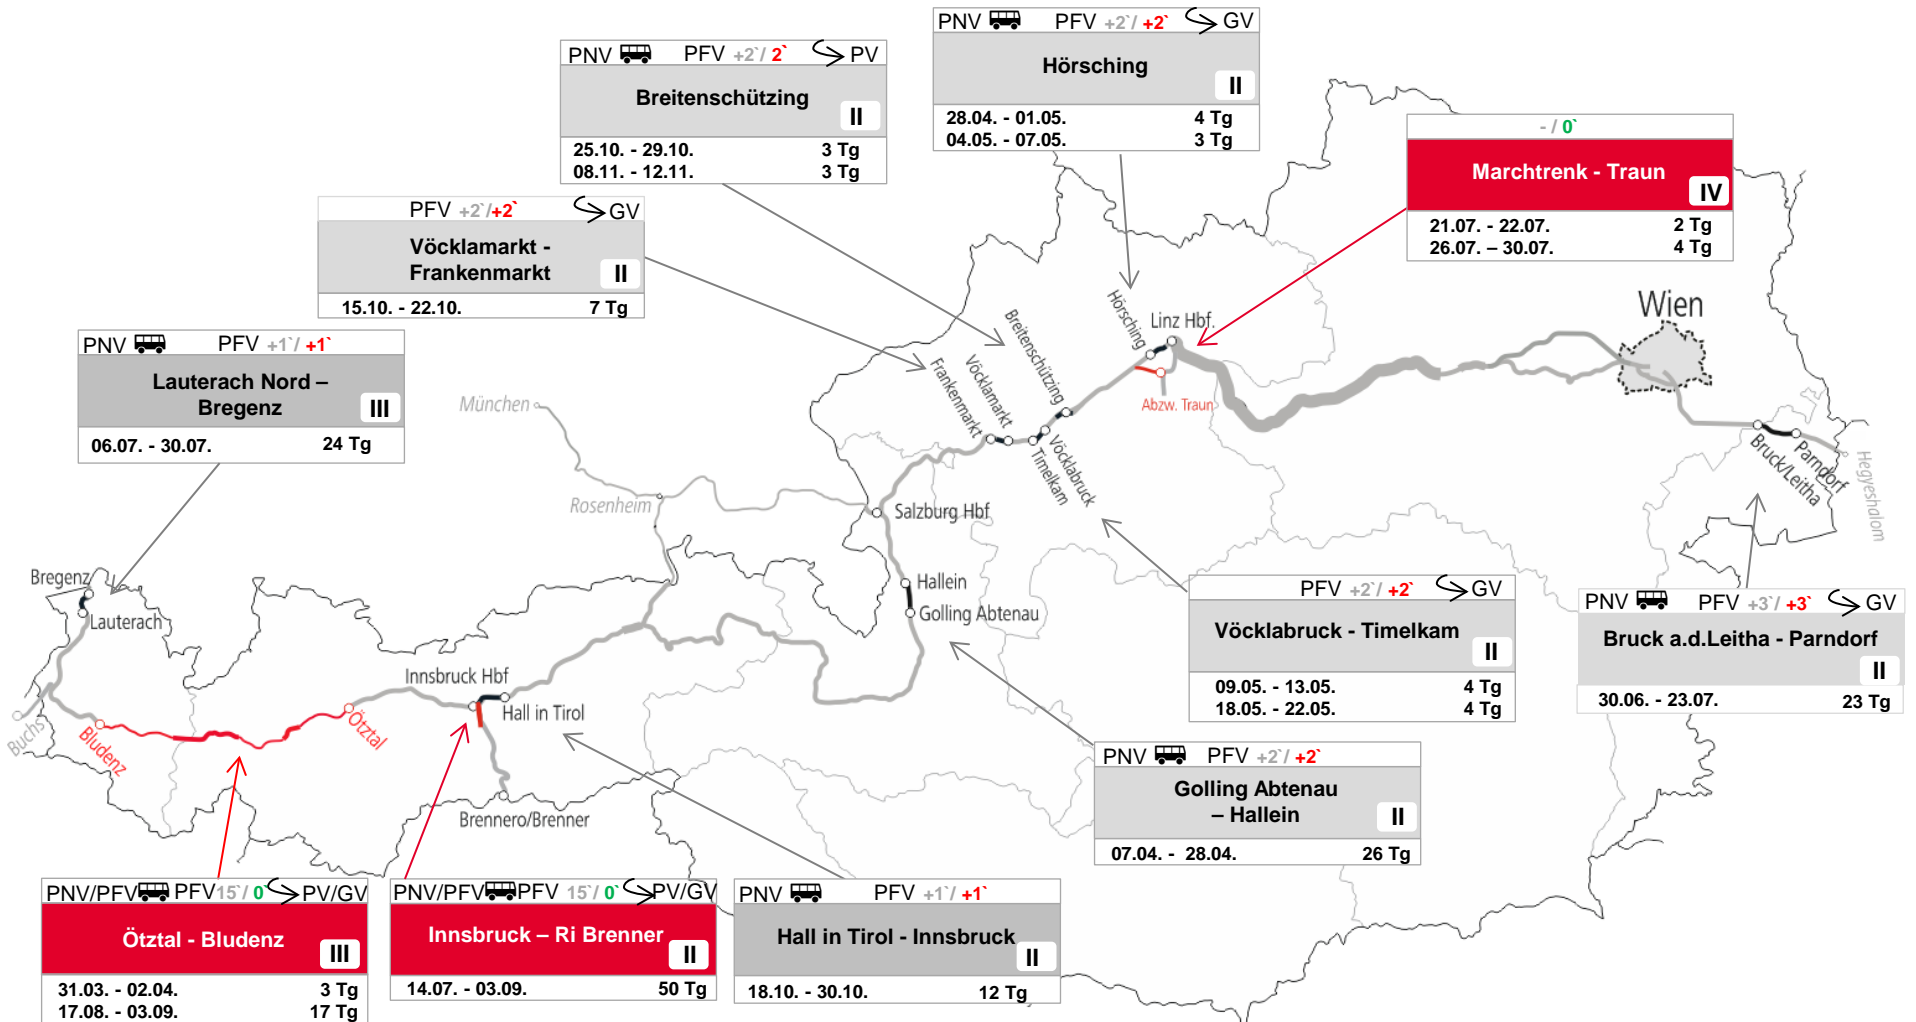 PNV PFV +2`/ +2` GV
Hörsching
II
28.04. - 01.05. 4 Tg
04.05. - 07.05. 3 Tg
PNV PFV +2`/ 2` PV
Breitenschützing
II
25.10. - 29.10. 3 Tg
08.11. - 12.11. 3 Tg
- / 0`
Marchtrenk - Traun
IV
21.07. - 22.07. 2 Tg
26.07. – 30.07. 4 Tg
PFV +2`/+2` GV
Vöcklamarkt -
Frankenmarkt
II
15.10. - 22.10. 7 Tg
PNV PFV +1`/ +1`
Lauterach Nord –
Bregenz
III
06.07. - 30.07. 24 Tg
Wien
Hörsching
Linz Hbf.
Breitenschützing
Vöcklamarkt
Frankenmarkt
Abzw. Traun
München
Vöcklabruck
Timelkam
Bruck/Leitha
Parndorf
Hegyeshalom
Rosenheim
Salzburg Hbf
Bregenz
Lauterach
Hallein
Golling Abtenau
Innsbruck Hbf
Hall in Tirol
Ötztal
Bludenz
Buchs
Brennero/Brenner
PFV +2`/ +2` GV
Vöcklabruck - Timelkam
II
09.05. - 13.05. 4 Tg
18.05. - 22.05. 4 Tg
PNV PFV +3`/ +3` GV
Bruck a.d.Leitha - Parndorf
II
30.06. - 23.07. 23 Tg
PNV PFV +2`/ +2`
Golling Abtenau
– Hallein
II
07.04. - 28.04. 26 Tg
PNV/PFV PFV 15`/ 0` PV/GV
Ötztal - Bludenz
III
31.03. - 02.04. 3 Tg
17.08. - 03.09. 17 Tg
PNV/PFV PFV 15`/ 0` PV/GV
Innsbruck – Ri Brenner
II
14.07. - 03.09. 50 Tg
PNV PFV +1`/ +1`
Hall in Tirol - Innsbruck
II
18.10. - 30.10. 12 Tg